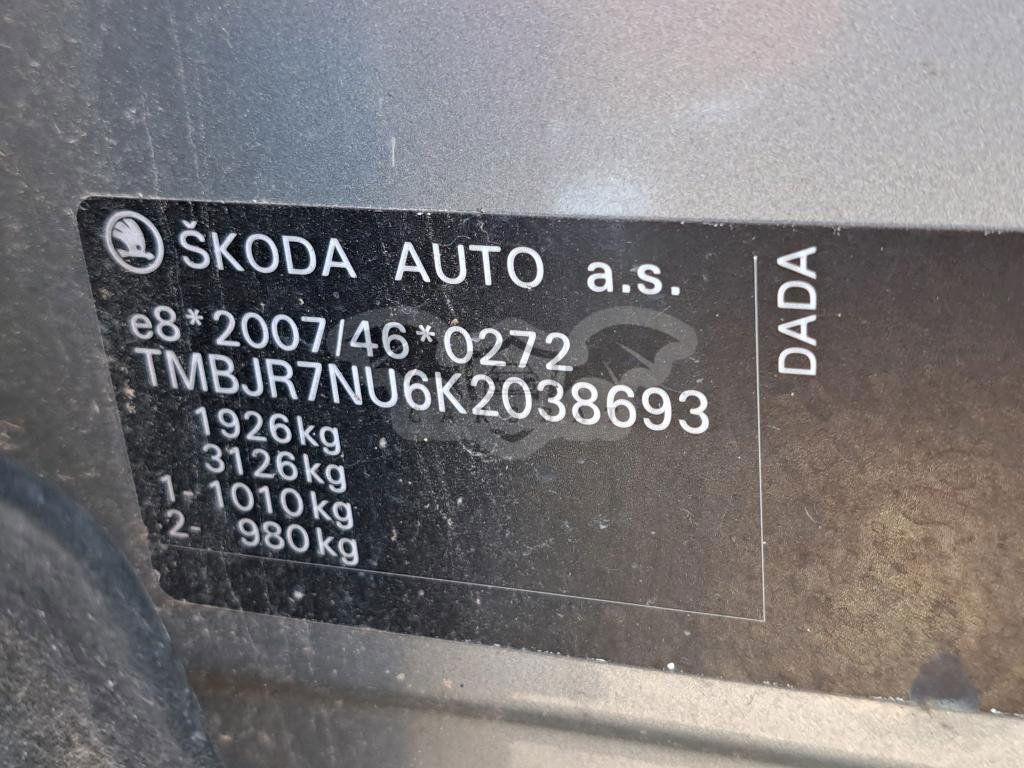 ŠKODA AUTO a.s.
e8*2007/46*0272
TMBJR7NU6K2038693
1926kg
3126kg
1- 1010kg
2- 980kg
DADA